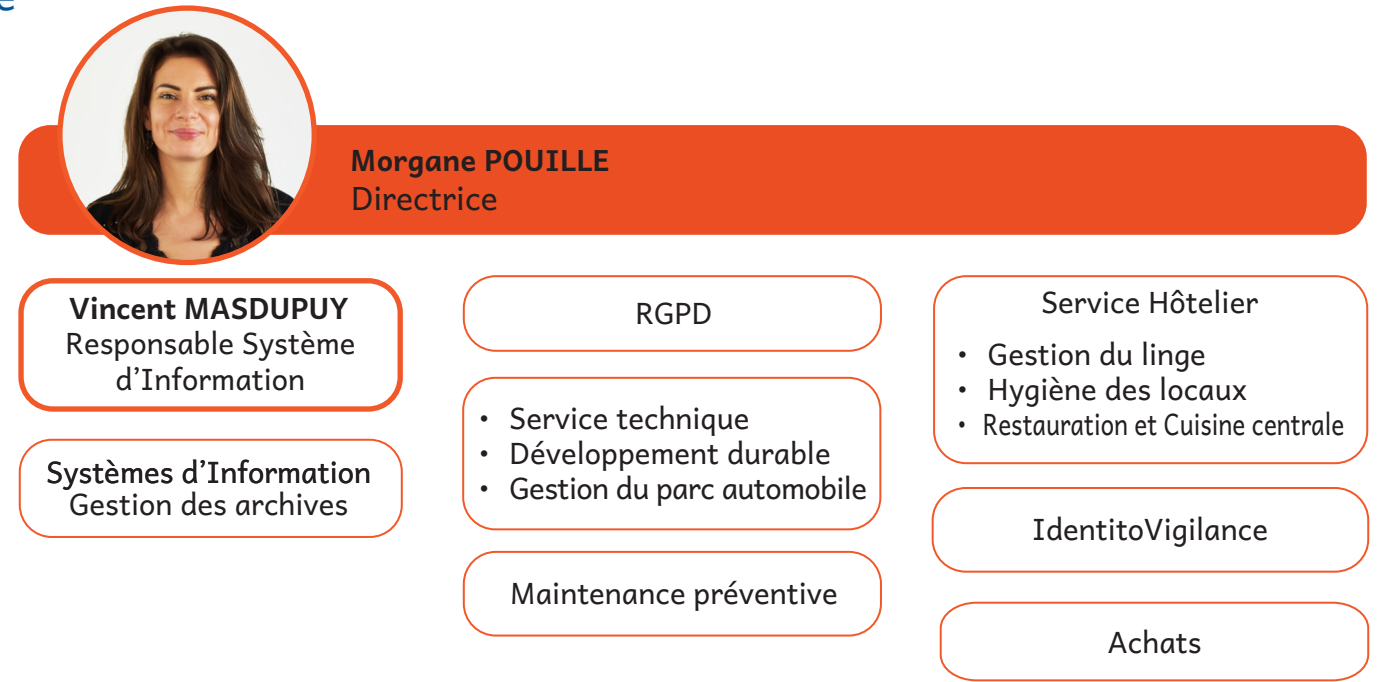 Morgane POUILLE
Directrice
Vincent MASDUPUY
Responsable Système
d'Information
Systèmes d'Information
Gestion des archives
RGPD
• Service technique
• Développement durable
• Gestion du parc automobile
Maintenance préventive
Service Hôtelier
• Gestion du linge
• Hygiène des locaux
• Restauration et Cuisine centrale
IdentitoVigilance
Achats